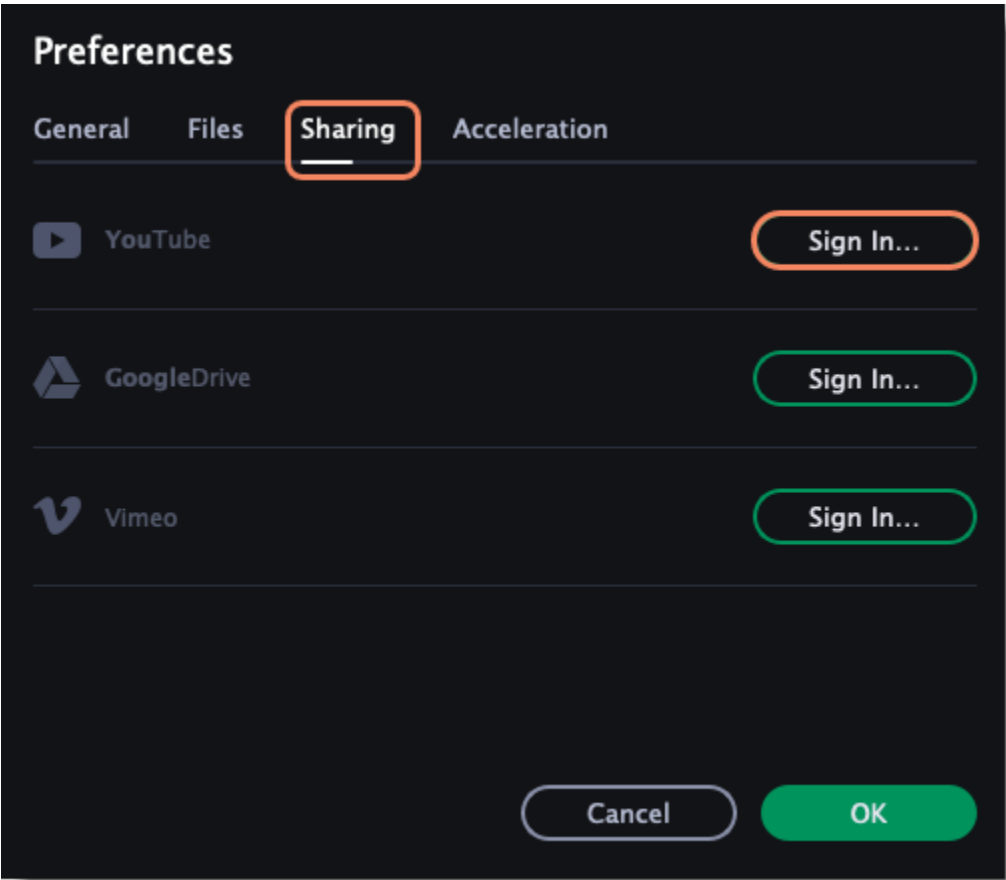 Preferences
General Files Sharing Acceleration
YouTube Sign In...
GoogleDrive Sign In...
Vimeo Sign In...
Cancel OK